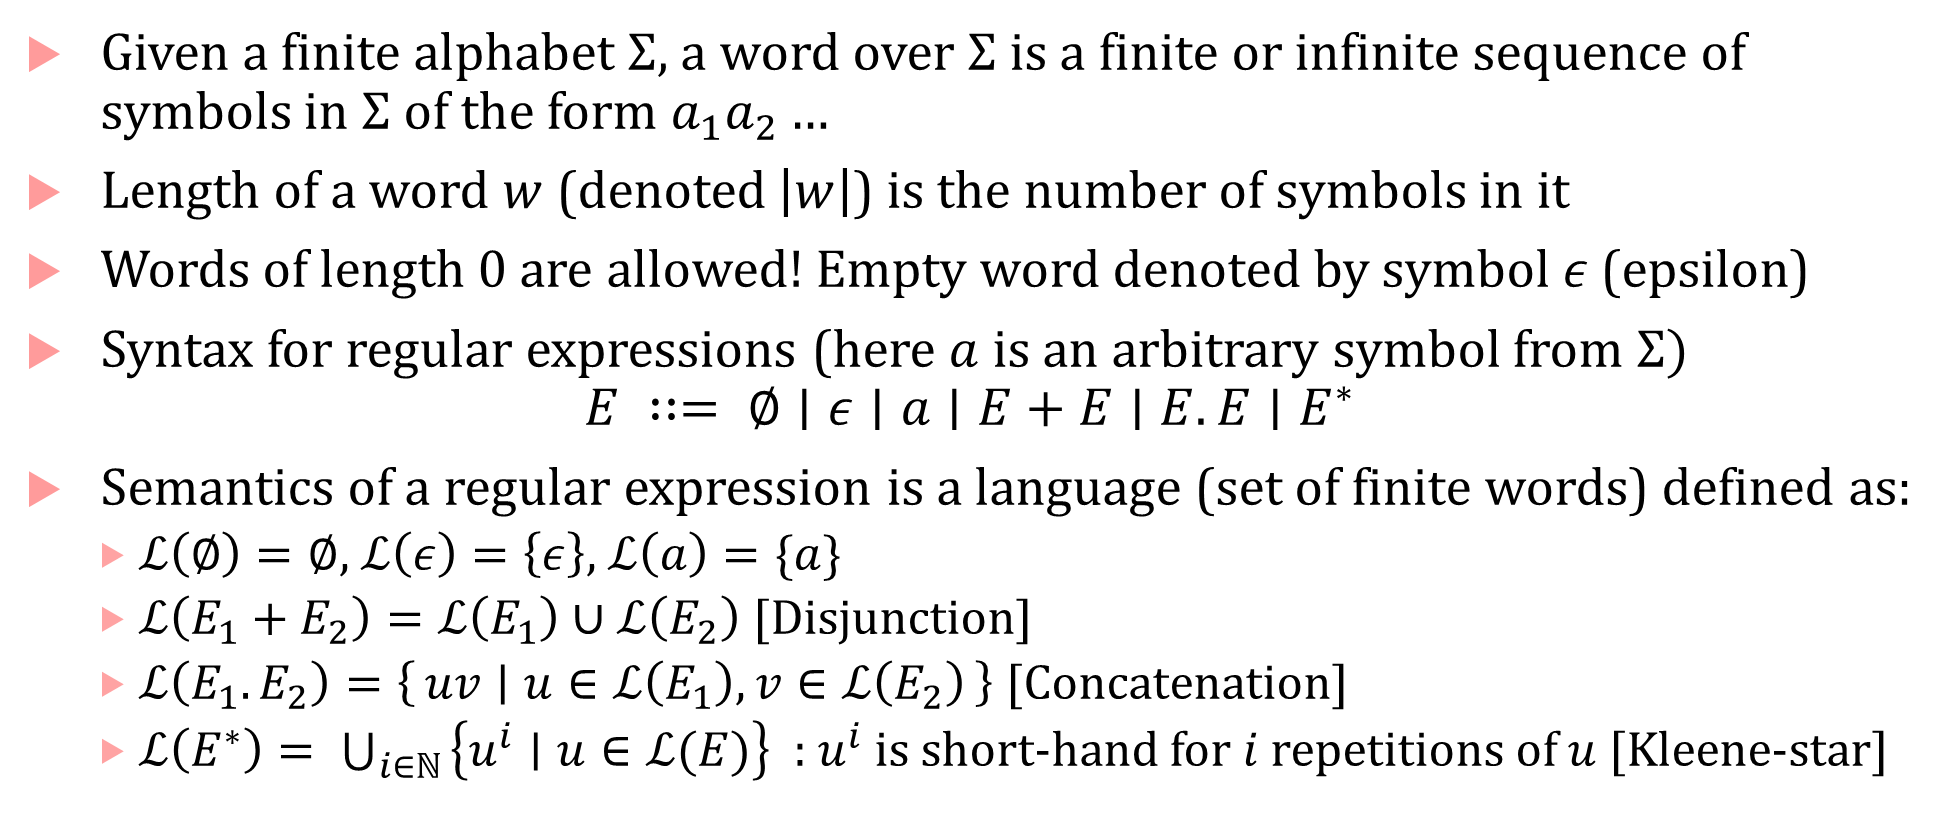 ▶ Given a finite alphabet Σ, a word over Σ is a finite or infinite sequence of
symbols in Σ of the form a₁a₂ …
▶ Length of a word w (denoted |w|) is the number of symbols in it
▶ Words of length 0 are allowed! Empty word denoted by symbol ϵ (epsilon)
▶ Syntax for regular expressions (here a is an arbitrary symbol from Σ)
E ::= ∅ | ϵ | a | E + E | E. E | E*
▶ Semantics of a regular expression is a language (set of finite words) defined as:
▶ ℒ(∅) = ∅, ℒ(ϵ) = {ϵ}, ℒ(a) = {a}
▶ ℒ(E₁ + E₂) = ℒ(E₁) ∪ ℒ(E₂) [Disjunction]
▶ ℒ(E₁. E₂) = { uv | u ∈ ℒ(E₁), v ∈ ℒ(E₂) } [Concatenation]
▶ ℒ(E*) = ⋃_{i∈ℕ} {uⁱ | u ∈ ℒ(E)} : uⁱ is short-hand for i repetitions of u [Kleene-star]